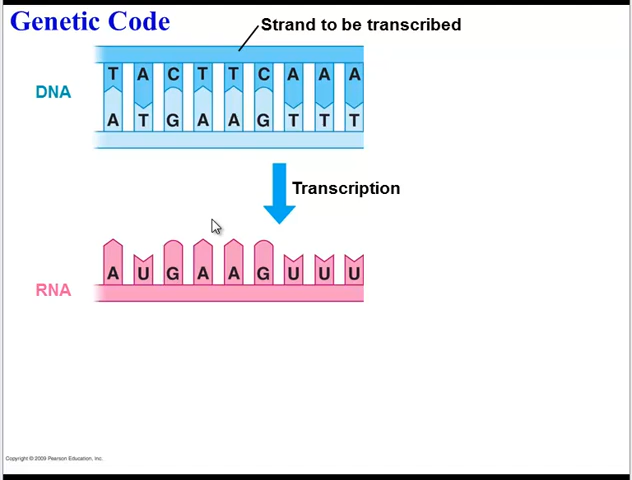 Genetic Code
Strand to be transcribed
T A C T T C A A A
DNA
A T G A A G T T T
Transcription
A U G A A G U U U
RNA
Copyright © 2009 Pearson Education, Inc.